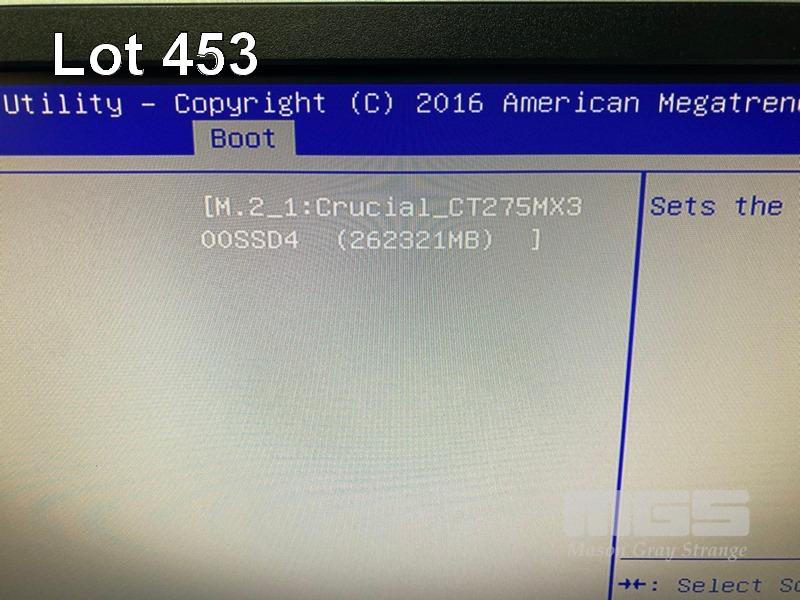 Lot 453
Utility - Copyright (C) 2016 American Megatren
Boot
[M.2_1:Crucial_CT275MX3
00SSD4 (262321MB) ]
Sets the
MGS
Mason Gray Strange
→←: Select Sc